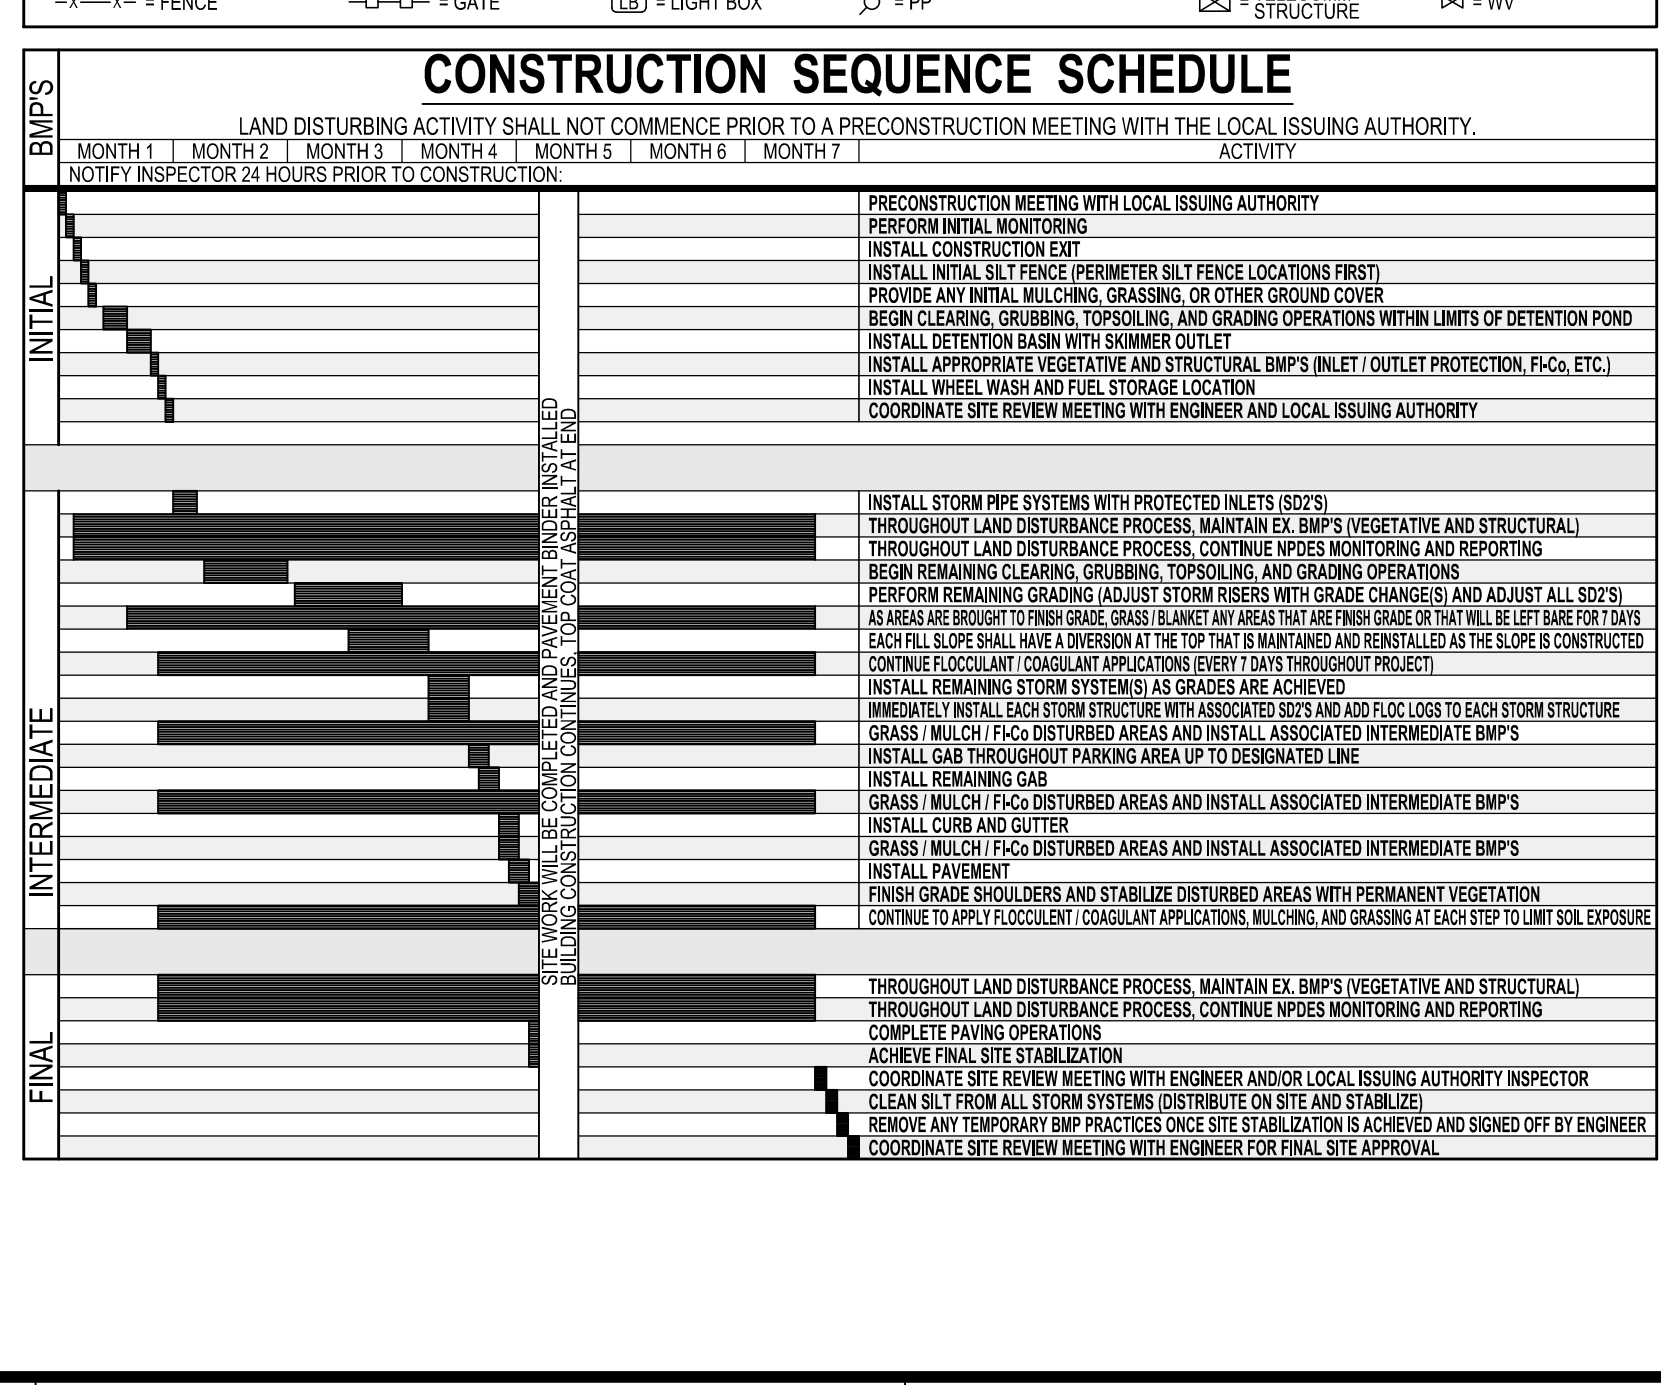 = FENCE
= GATE
LB = LIGHT BOX
= PP
STRUCTURE
= WV
BMP'S
CONSTRUCTION SEQUENCE SCHEDULE
LAND DISTURBING ACTIVITY SHALL NOT COMMENCE PRIOR TO A PRECONSTRUCTION MEETING WITH THE LOCAL ISSUING AUTHORITY.
MONTH 1 MONTH 2 MONTH 3 MONTH 4 MONTH 5 MONTH 6 MONTH 7 ACTIVITY
NOTIFY INSPECTOR 24 HOURS PRIOR TO CONSTRUCTION:
INITIAL
PRECONSTRUCTION MEETING WITH LOCAL ISSUING AUTHORITY
PERFORM INITIAL MONITORING
INSTALL CONSTRUCTION EXIT
INSTALL INITIAL SILT FENCE (PERIMETER SILT FENCE LOCATIONS FIRST)
PROVIDE ANY INITIAL MULCHING, GRASSING, OR OTHER GROUND COVER
BEGIN CLEARING, GRUBBING, TOPSOILING, AND GRADING OPERATIONS WITHIN LIMITS OF DETENTION POND
INSTALL DETENTION BASIN WITH SKIMMER OUTLET
INSTALL APPROPRIATE VEGETATIVE AND STRUCTURAL BMP'S (INLET / OUTLET PROTECTION, Fl-Co, ETC.)
INSTALL WHEEL WASH AND FUEL STORAGE LOCATION
COORDINATE SITE REVIEW MEETING WITH ENGINEER AND LOCAL ISSUING AUTHORITY
SITE WORK WILL BE COMPLETED AND PAVEMENT BINDER INSTALLED
BUILDING CONSTRUCTION CONTINUES, TOP COAT ASPHALT AT END
INTERMEDIATE
INSTALL STORM PIPE SYSTEMS WITH PROTECTED INLETS (SD2'S)
THROUGHOUT LAND DISTURBANCE PROCESS, MAINTAIN EX. BMP'S (VEGETATIVE AND STRUCTURAL)
THROUGHOUT LAND DISTURBANCE PROCESS, CONTINUE NPDES MONITORING AND REPORTING
BEGIN REMAINING CLEARING, GRUBBING, TOPSOILING, AND GRADING OPERATIONS
PERFORM REMAINING GRADING (ADJUST STORM RISERS WITH GRADE CHANGE(S) AND ADJUST ALL SD2'S)
AS AREAS ARE BROUGHT TO FINISH GRADE, GRASS / BLANKET ANY AREAS THAT ARE FINISH GRADE OR THAT WILL BE LEFT BARE FOR 7 DAYS
EACH FILL SLOPE SHALL HAVE A DIVERSION AT THE TOP THAT IS MAINTAINED AND REINSTALLED AS THE SLOPE IS CONSTRUCTED
CONTINUE FLOCCULANT / COAGULANT APPLICATIONS (EVERY 7 DAYS THROUGHOUT PROJECT)
INSTALL REMAINING STORM SYSTEM(S) AS GRADES ARE ACHIEVED
IMMEDIATELY INSTALL EACH STORM STRUCTURE WITH ASSOCIATED SD2'S AND ADD FLOC LOGS TO EACH STORM STRUCTURE
GRASS / MULCH / Fl-Co DISTURBED AREAS AND INSTALL ASSOCIATED INTERMEDIATE BMP'S
INSTALL GAB THROUGHOUT PARKING AREA UP TO DESIGNATED LINE
INSTALL REMAINING GAB
GRASS / MULCH / Fl-Co DISTURBED AREAS AND INSTALL ASSOCIATED INTERMEDIATE BMP'S
INSTALL CURB AND GUTTER
GRASS / MULCH / Fl-Co DISTURBED AREAS AND INSTALL ASSOCIATED INTERMEDIATE BMP'S
INSTALL PAVEMENT
FINISH GRADE SHOULDERS AND STABILIZE DISTURBED AREAS WITH PERMANENT VEGETATION
CONTINUE TO APPLY FLOCCULENT / COAGULANT APPLICATIONS, MULCHING, AND GRASSING AT EACH STEP TO LIMIT SOIL EXPOSURE
FINAL
THROUGHOUT LAND DISTURBANCE PROCESS, MAINTAIN EX. BMP'S (VEGETATIVE AND STRUCTURAL)
THROUGHOUT LAND DISTURBANCE PROCESS, CONTINUE NPDES MONITORING AND REPORTING
COMPLETE PAVING OPERATIONS
ACHIEVE FINAL SITE STABILIZATION
COORDINATE SITE REVIEW MEETING WITH ENGINEER AND/OR LOCAL ISSUING AUTHORITY INSPECTOR
CLEAN SILT FROM ALL STORM SYSTEMS (DISTRIBUTE ON SITE AND STABILIZE)
REMOVE ANY TEMPORARY BMP PRACTICES ONCE SITE STABILIZATION IS ACHIEVED AND SIGNED OFF BY ENGINEER
COORDINATE SITE REVIEW MEETING WITH ENGINEER FOR FINAL SITE APPROVAL